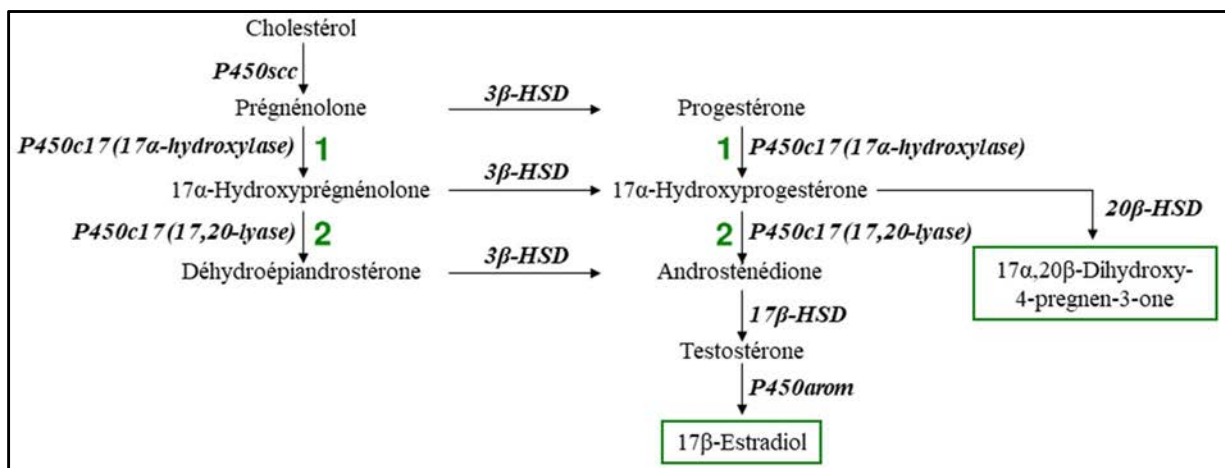 Cholestérol
P450scc
Prégnénolone
3β-HSD
Progestérone
P450c17(17α-hydroxylase)
1
1
P450c17(17α-hydroxylase)
17α-Hydroxyprégnénolone
3β-HSD
17α-Hydroxyprogestérone
20β-HSD
P450c17(17,20-lyase)
2
2
P450c17(17,20-lyase)
Déhydroépiandrostérone
3β-HSD
Androsténédione
17α,20β-Dihydroxy-
4-pregnen-3-one
17β-HSD
Testostérone
P450arom
17β-Estradiol